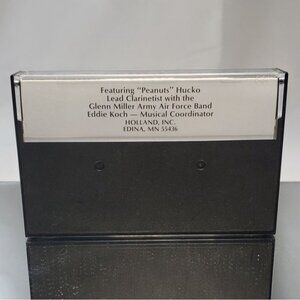 Featuring "Peanuts" Hucko
Lead Clarinetist with the
Glenn Miller Army Air Force Band
Eddie Koch — Musical Coordinator
HOLLAND, INC.
EDINA, MN 55436